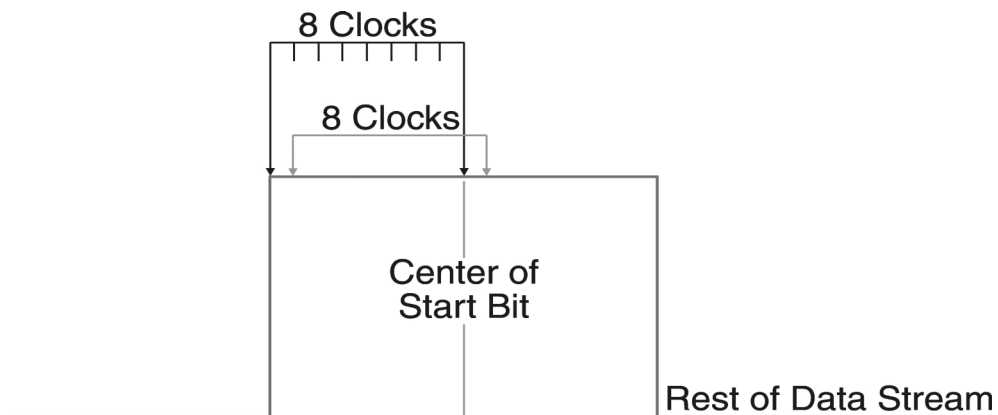 8 Clocks
8 Clocks
Center of
Start Bit
Rest of Data Stream